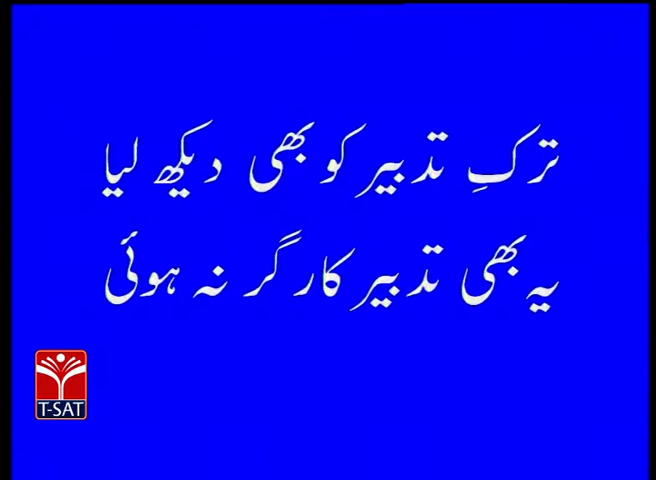 ترکِ تدبیر کو بھی دیکھ لیا
یہ بھی تدبیر کارگر نہ ہوئی
T-SAT